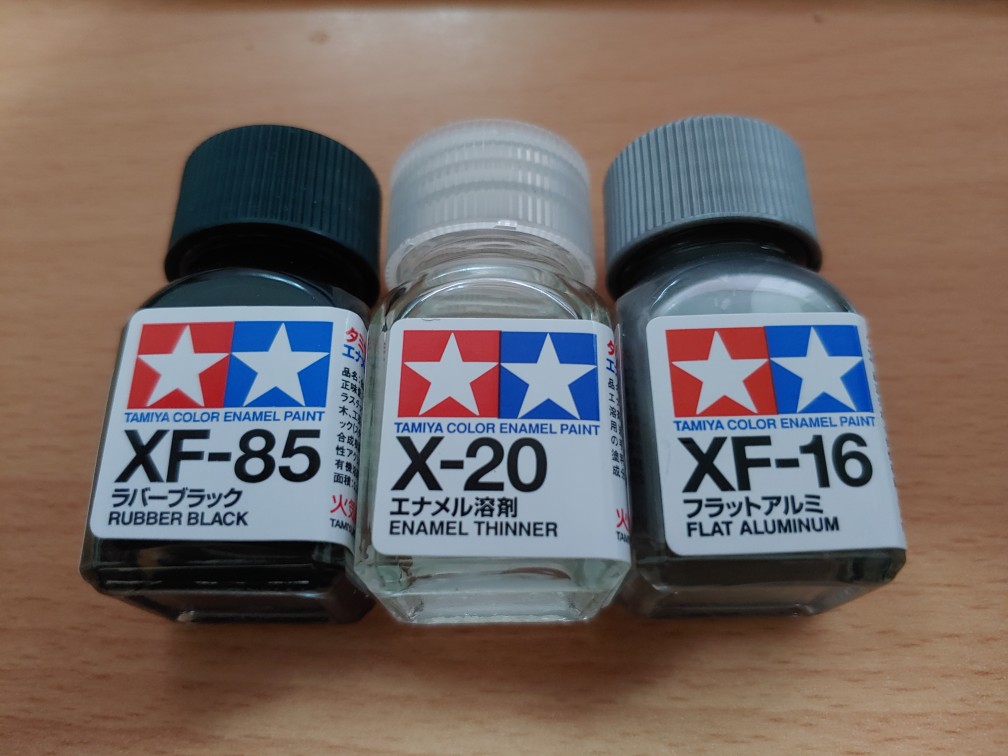 TAMIYA COLOR ENAMEL PAINT
XF-85
ラバーブラック
RUBBER BLACK
TAMIYA COLOR ENAMEL PAINT
X-20
エナメル溶剤
ENAMEL THINNER
TAMIYA COLOR ENAMEL PAINT
XF-16
フラットアルミ
FLAT ALUMINUM